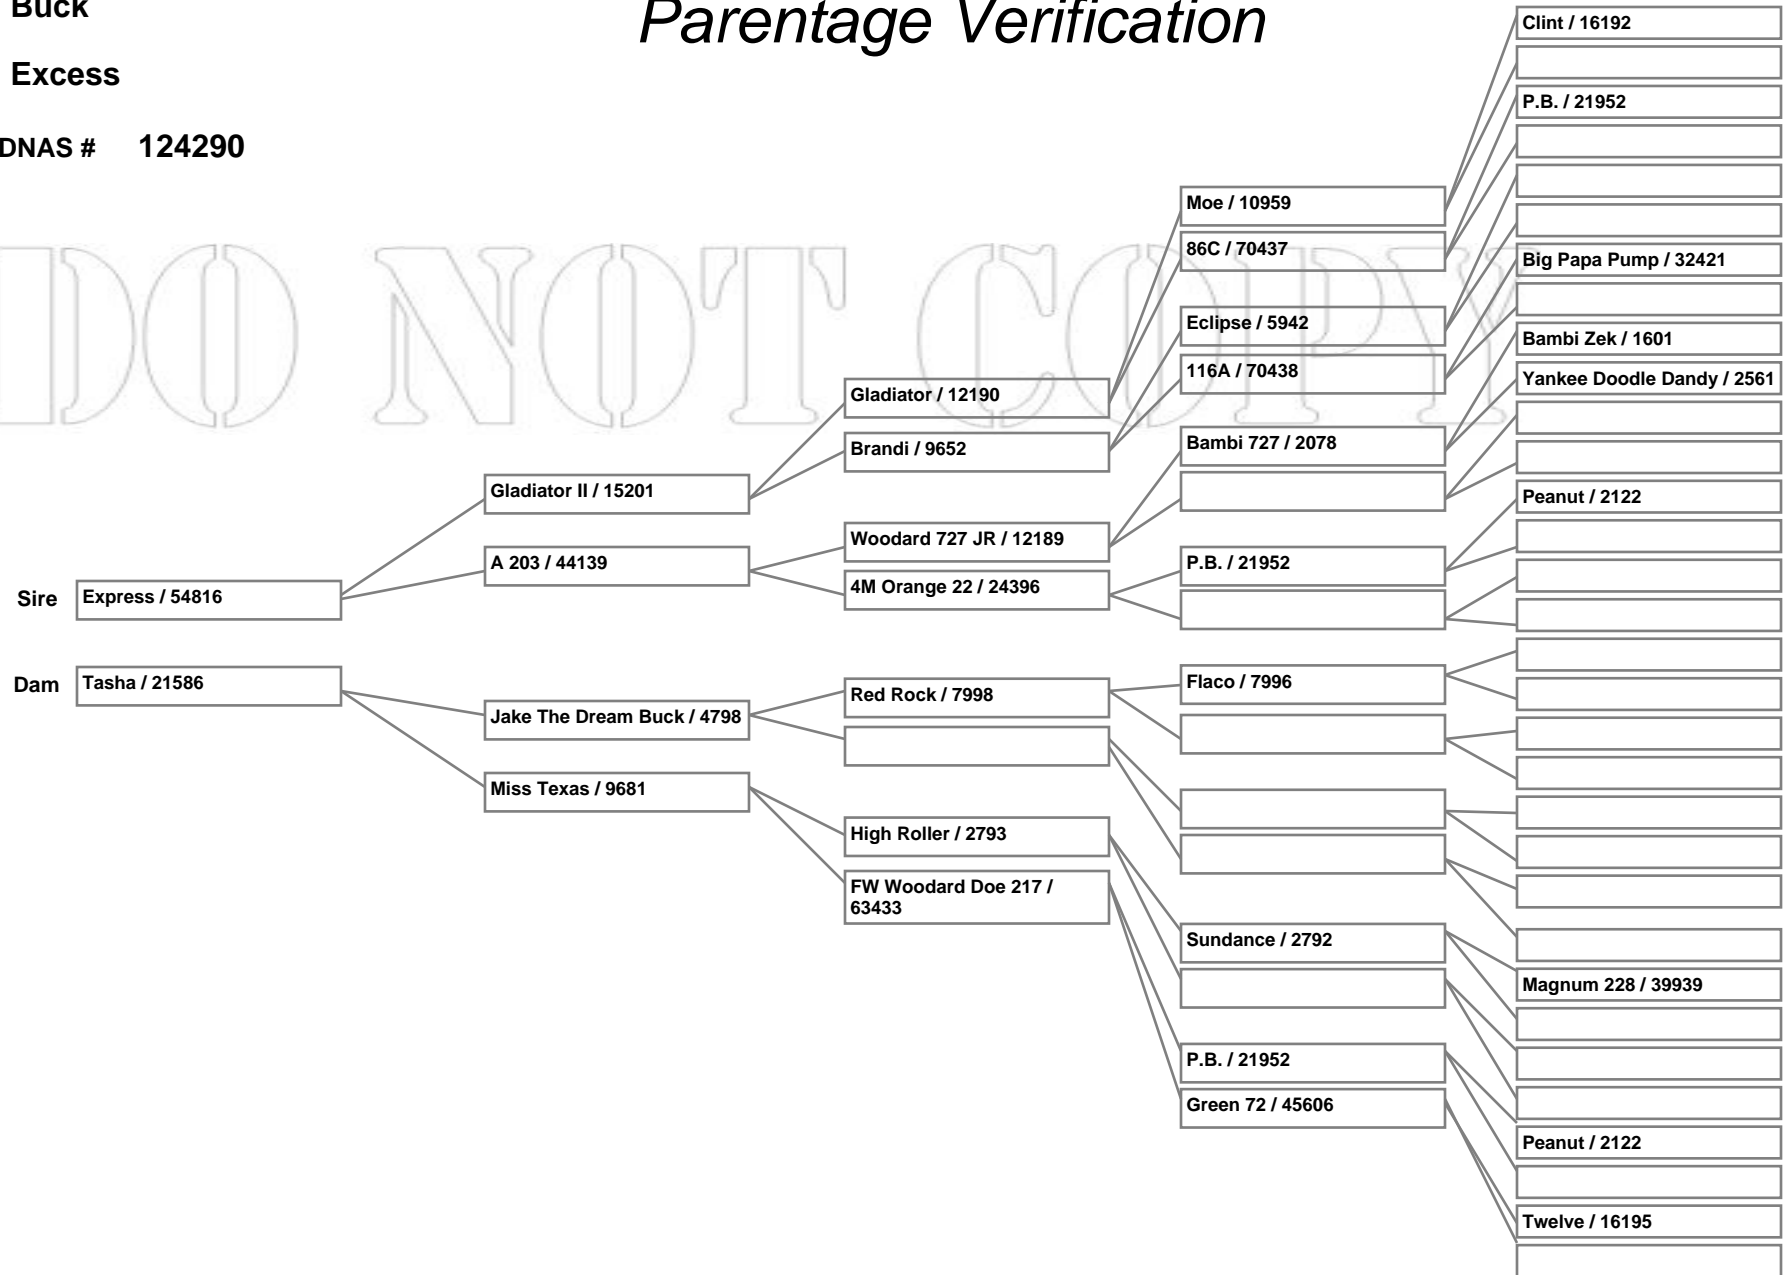 Buck
Parentage Verification
Excess
DNAS # 124290
DO NOT COPY
Sire
Express / 54816
Dam
Tasha / 21586
Gladiator II / 15201
A 203 / 44139
Jake The Dream Buck / 4798
Miss Texas / 9681
Gladiator / 12190
Brandi / 9652
Woodard 727 JR / 12189
4M Orange 22 / 24396
Red Rock / 7998
High Roller / 2793
FW Woodard Doe 217 /
63433
Moe / 10959
86C / 70437
Eclipse / 5942
116A / 70438
Bambi 727 / 2078
P.B. / 21952
Flaco / 7996
Sundance / 2792
P.B. / 21952
Green 72 / 45606
Clint / 16192
P.B. / 21952
Big Papa Pump / 32421
Bambi Zek / 1601
Yankee Doodle Dandy / 2561
Peanut / 2122
Magnum 228 / 39939
Peanut / 2122
Twelve / 16195